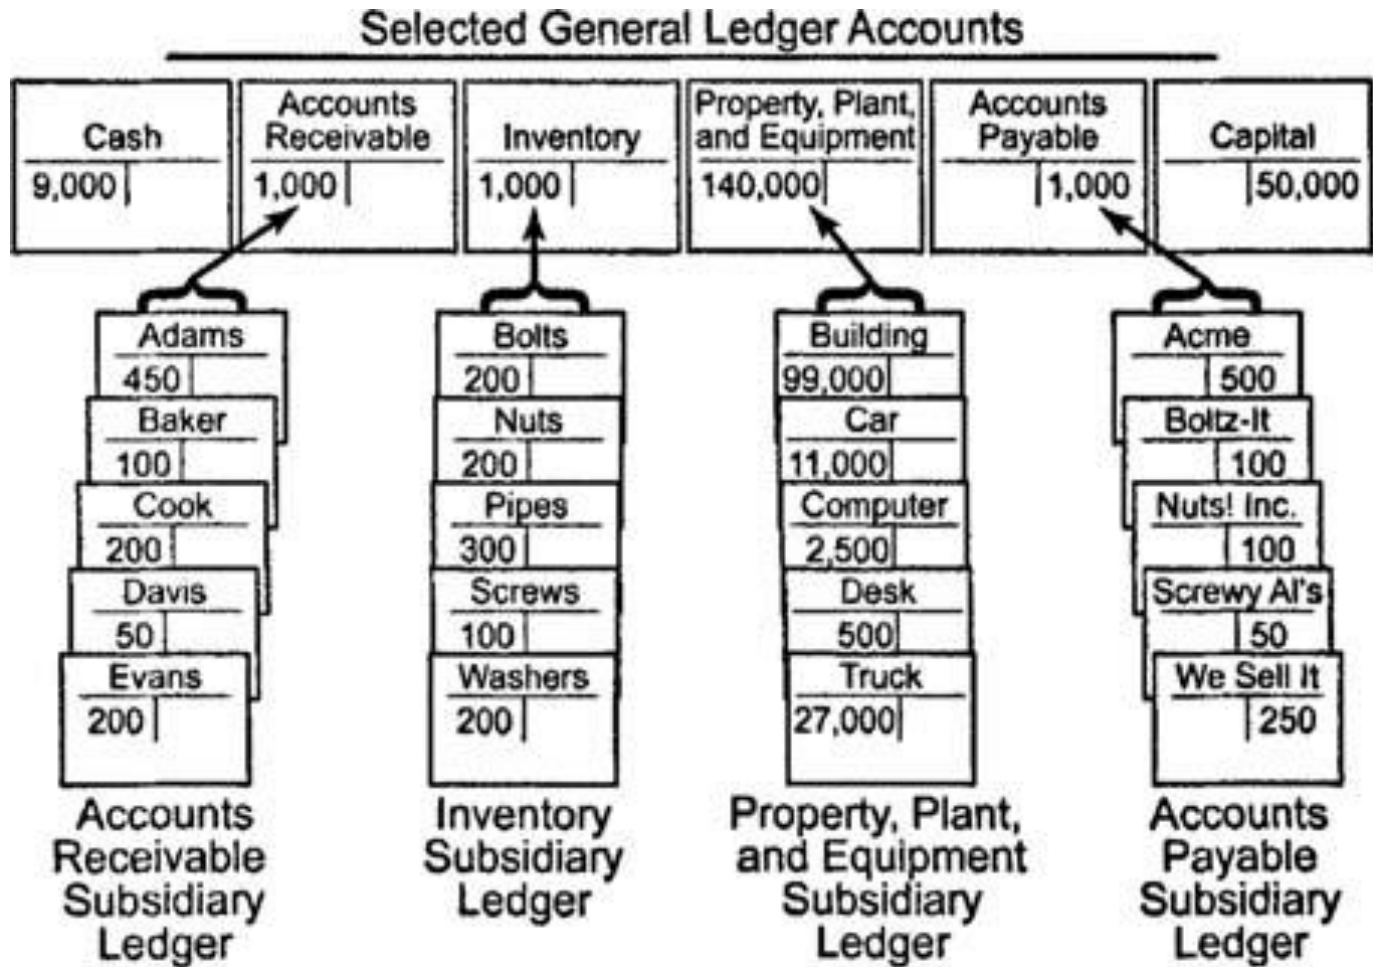 Selected General Ledger Accounts
Cash
9,000
Accounts
Receivable
1,000
Inventory
1,000
Property, Plant,
and Equipment
140,000
Accounts
Payable
1,000
Capital
50,000
Adams
450
Baker
100
Cook
200
Davis
50
Evans
200
Accounts
Receivable
Subsidiary
Ledger
Bolts
200
Nuts
200
Pipes
300
Screws
100
Washers
200
Inventory
Subsidiary
Ledger
Building
99,000
Car
11,000
Computer
2,500
Desk
500
Truck
27,000
Property, Plant,
and Equipment
Subsidiary
Ledger
Acme
500
Boltz-It
100
Nuts! Inc.
100
Screwy Al's
50
We Sell It
250
Accounts
Payable
Subsidiary
Ledger